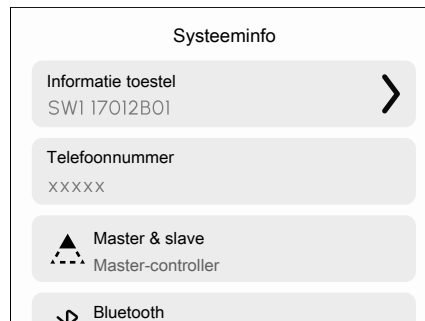 Systeeminfo
Informatie toestel
SW1 17012B01
Telefoonnummer
xxxxx
Master & slave
Master-controller
Bluetooth